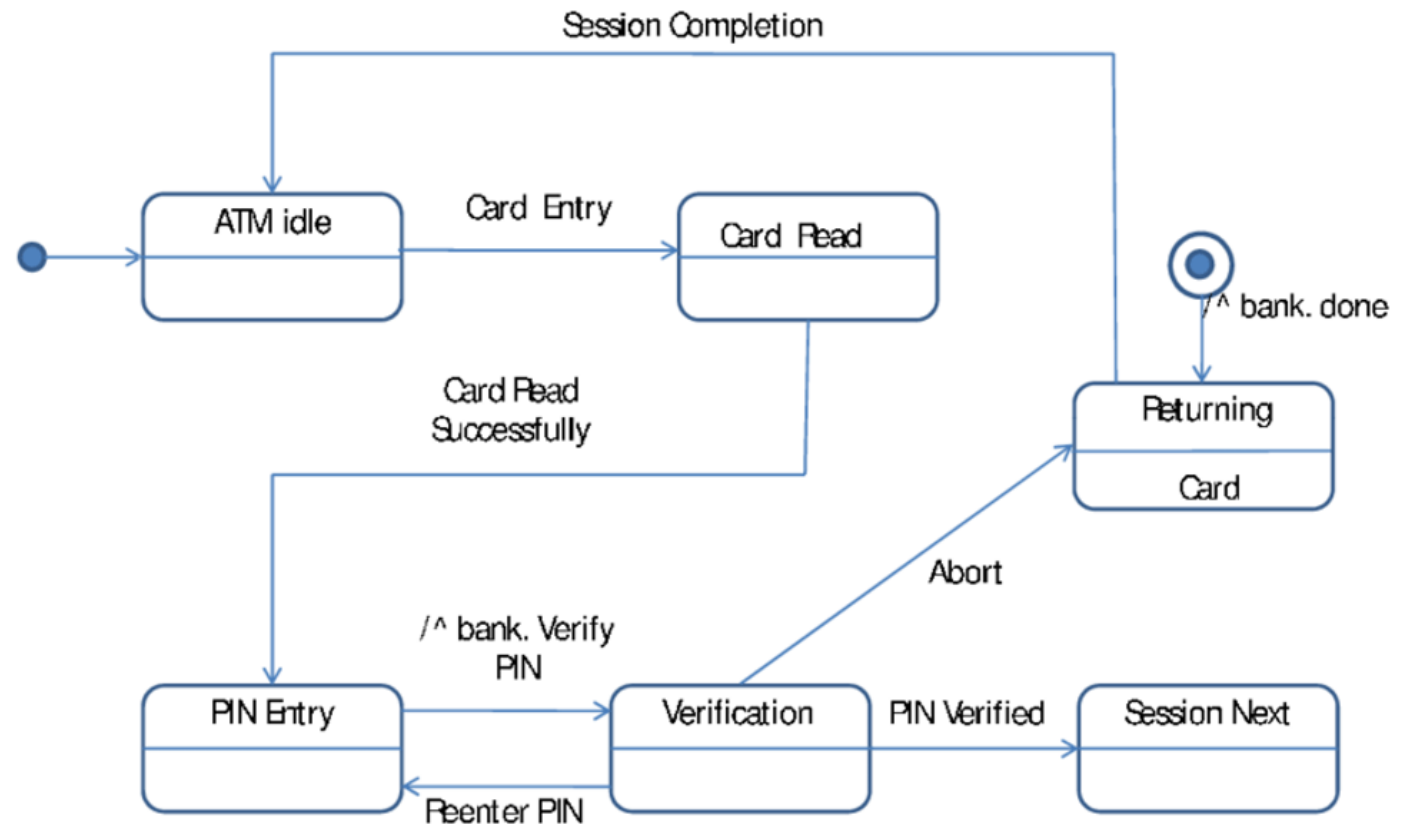 Session Completion
ATM idle
Card Entry
Card Read
/^ bank. done
Card Read
Successfully
Returning
Card
Abort
/^ bank. Verify
PIN
PIN Entry
Verification
PIN Verified
Session Next
Reenter PIN